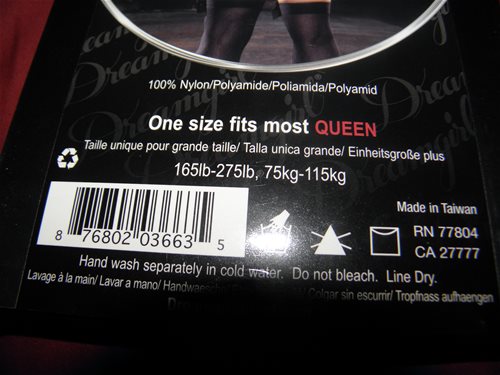 Dreamgirl
100% Nylon/Polyamide/Poliamida/Polyamid
One size fits most QUEEN
Taille unique pour grande taille/ Talla unica grande/ Einheitsgroße plus
165lb-275lb, 75kg-115kg
Made in Taiwan
RN 77804
CA 27777
8 76802 03663 5
Hand wash separately in cold water. Do not bleach. Line Dry.
Lavage à la main/ Lavar a mano/ Handwaesche/
Colgar sin escurrir/ Tropfnass aufhaengen